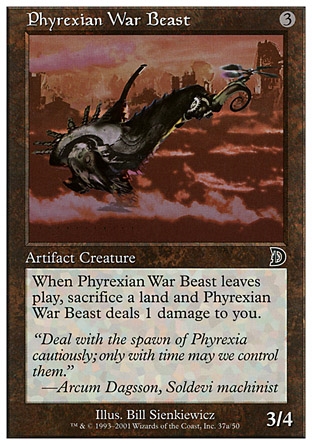 Phyrexian War Beast 3
Artifact Creature
When Phyrexian War Beast leaves
play, sacrifice a land and Phyrexian
War Beast deals 1 damage to you.
“Deal with the spawn of Phyrexia
cautiously; only with time may we control
them.”
—Arcum Dagsson, Soldevi machinist
Illus. Bill Sienkiewicz
™ & © 1993–2001 Wizards of the Coast, Inc. 37a/50
3/4